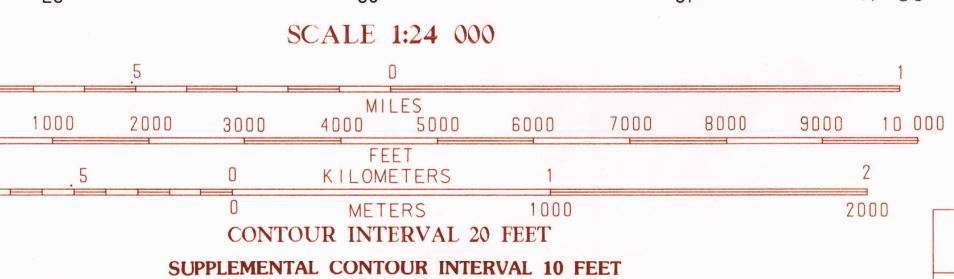 SCALE 1:24 000
.5 0 1
MILES
1000 2000 3000 4000 5000 6000 7000 8000 9000 10 000
FEET
.5 0 KILOMETERS 1 2
0 METERS 1000 2000
CONTOUR INTERVAL 20 FEET
SUPPLEMENTAL CONTOUR INTERVAL 10 FEET